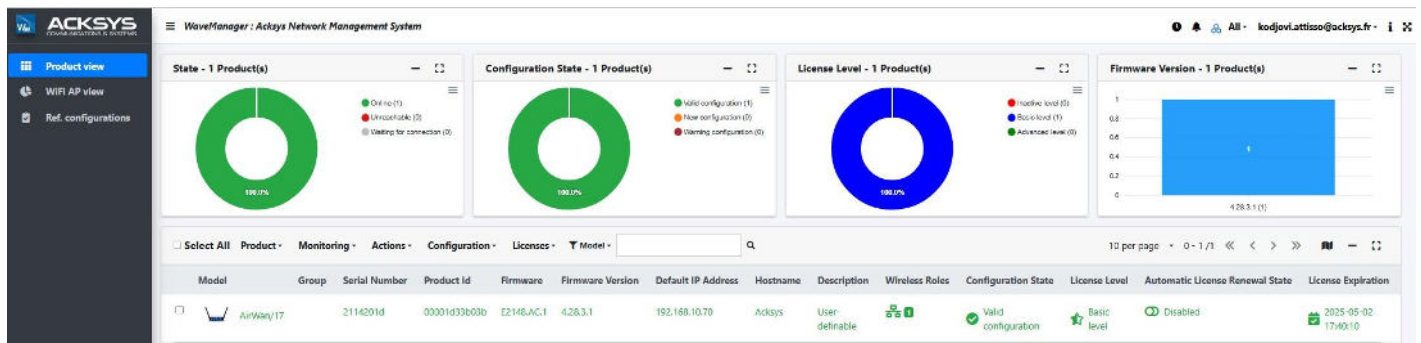 ACKSYS
COMMUNICATIONS & SYSTEMS
WaveManager : Acksys Network Management System
All
kodjovi.attisso@acksys.fr
Product view
WiFi AP view
Ref. configurations
State - 1 Product(s)
Online (1)
Unreachable (0)
Waiting for connection (0)
100.0%
Configuration State - 1 Product(s)
Valid configuration (1)
New configuration (0)
Warning configuration (0)
100.0%
License Level - 1 Product(s)
Inactive level (0)
Basic level (1)
Advanced level (0)
100.0%
Firmware Version - 1 Product(s)
1
0.8
0.6
0.4
0.2
0
1
4.28.3.1 (1)
Select All Product Monitoring Actions Configuration Licenses Model 10 per page 0 - 1 /1
Model Group Serial Number Product Id Firmware Firmware Version Default IP Address Hostname Description Wireless Roles Configuration State License Level Automatic License Renewal State License Expiration
AirWan/17 2114201d 00001d33b03b E2148.AC.1 4.28.3.1 192.168.10.70 Acksys User-definable 1 Valid configuration Basic level Disabled 2025-05-02 17:40:10